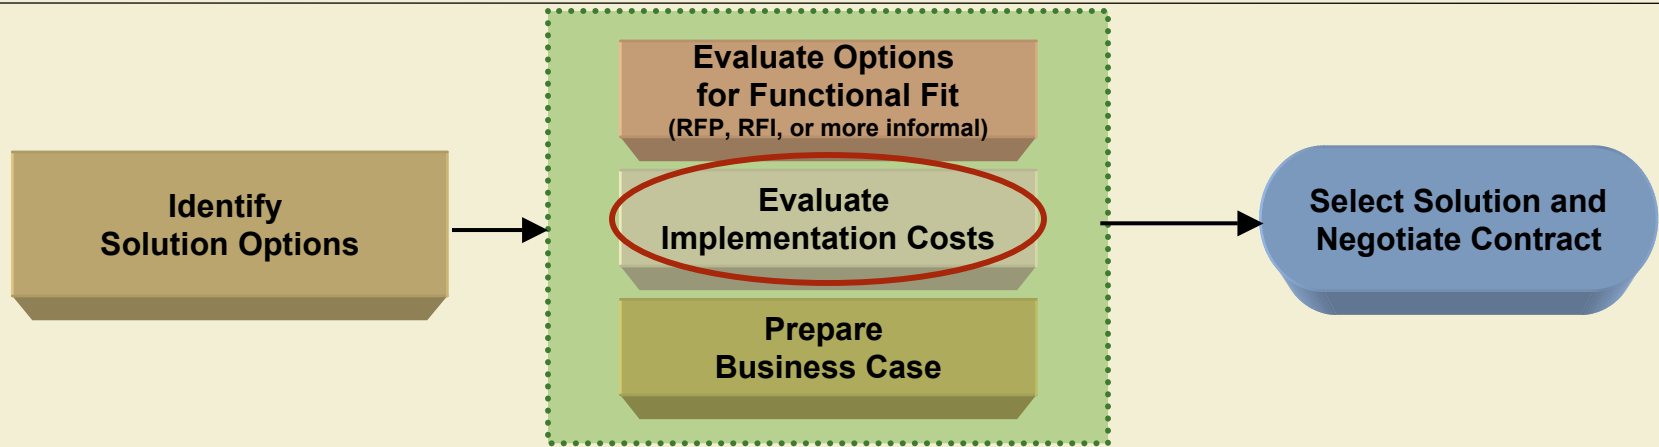 Identify
Solution Options
Evaluate Options
for Functional Fit
(RFP, RFI, or more informal)
Evaluate
Implementation Costs
Prepare
Business Case
Select Solution and
Negotiate Contract